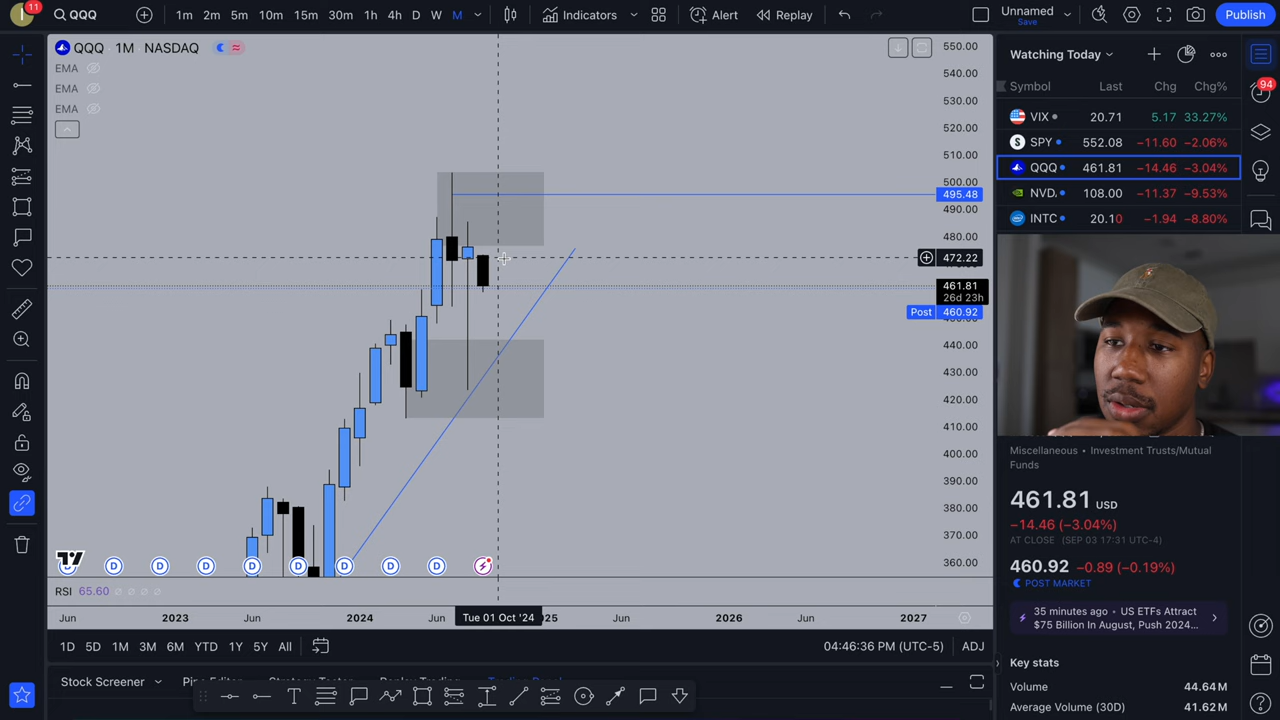 I
11
QQQ
1m 2m 5m 10m 15m 30m 1h 4h D W M
Indicators
Alert
Replay
Unnamed
Save
Publish
QQQ · 1M NASDAQ
EMA
EMA
EMA
550.00
540.00
530.00
520.00
510.00
500.00
495.48
490.00
480.00
472.22
461.81
26d 23h
Post 460.92
440.00
430.00
420.00
410.00
400.00
390.00
380.00
370.00
360.00
D D D D D D D D
RSI 65.60
Jun 2023 Jun 2024 Jun Tue 01 Oct '24 Jun 2026 Jun 2027
1D 5D 1M 3M 6M YTD 1Y 5Y All
04:46:36 PM (UTC-5) ADJ
Stock Screener
Watching Today
94
Symbol Last Chg Chg%
VIX 20.71 5.17 33.27%
SPY 552.08 −11.60 −2.06%
QQQ 461.81 −14.46 −3.04%
NVD. 108.00 −11.37 −9.53%
INTC 20.10 −1.94 −8.80%
Miscellaneous • Investment Trusts/Mutual
Funds
461.81 USD
−14.46 (−3.04%)
AT CLOSE (SEP 03 17:31 UTC-4)
460.92 −0.89 (−0.19%)
POST MARKET
35 minutes ago • US ETFs Attract
$75 Billion In August, Push 2024...
Key stats
Volume 44.64M
Average Volume (30D) 41.62M